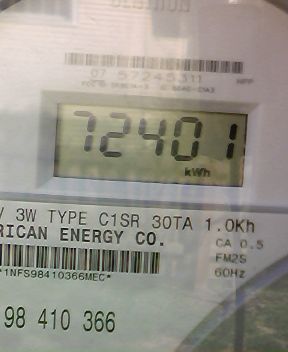 07 57245311
72401
kWh
V 3W TYPE C1SR 30TA 1.0Kh
RICAN ENERGY CO.
CA 0.5
FM2S
60Hz
*1NFS98410366MEC*
98 410 366